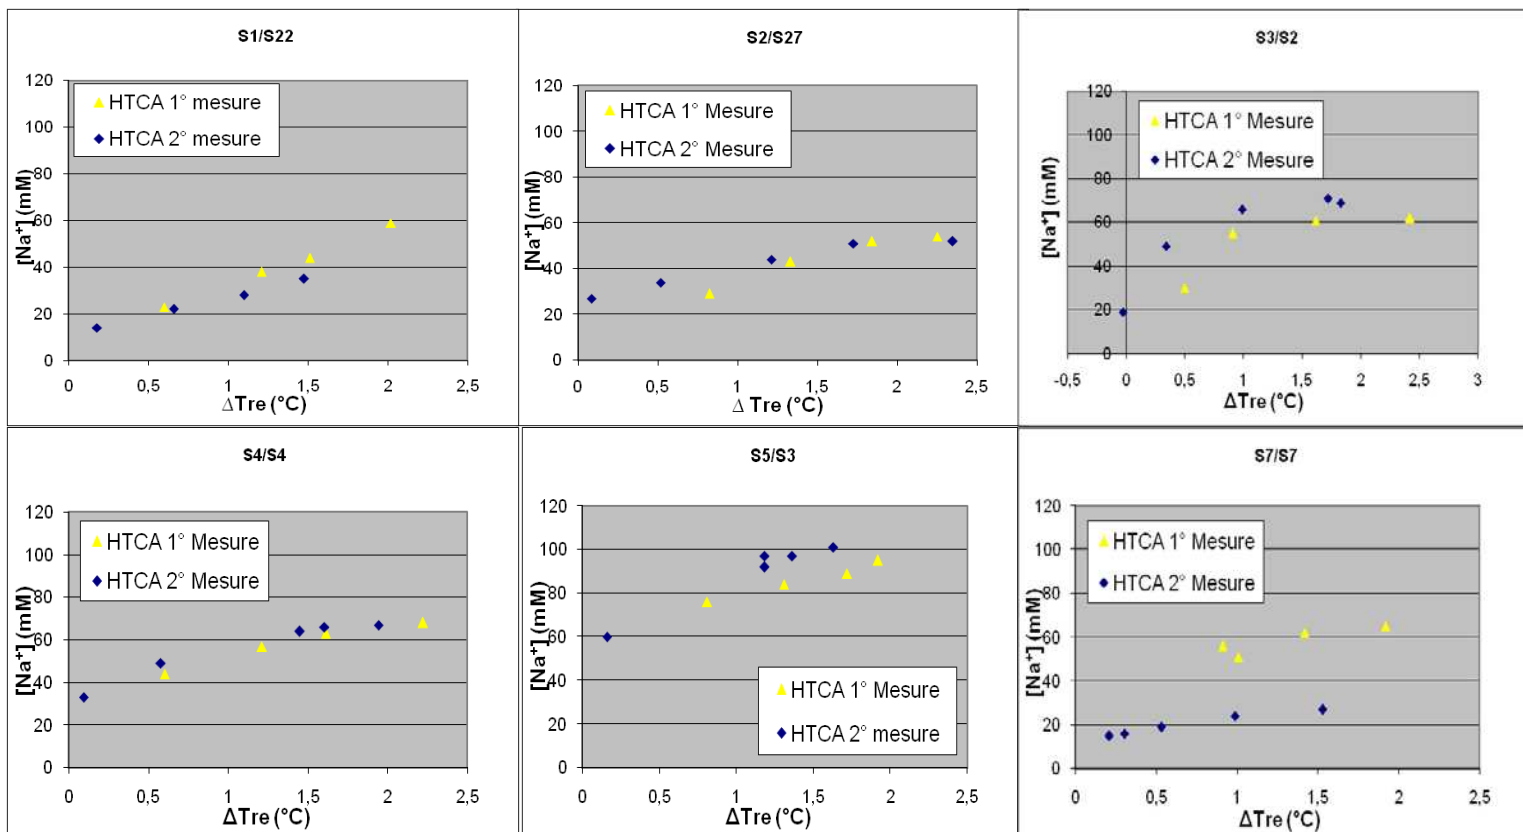 S1/S22
120
100
80
60
40
20
0
[Na⁺] (mM)
HTCA 1° mesure
HTCA 2° mesure
0 0,5 1 1,5 2 2,5
ΔTre (°C)
S2/S27
120
100
80
60
40
20
0
[Na⁺] (mM)
HTCA 1° Mesure
HTCA 2° Mesure
0 0,5 1 1,5 2 2,5
Δ Tre (°C)
S3/S2
120
100
80
60
40
20
0
[Na⁺] (mM)
HTCA 1° Mesure
HTCA 2° Mesure
-0,5 0 0,5 1 1,5 2 2,5 3
ΔTre (°C)
S4/S4
120
100
80
60
40
20
0
[Na⁺] (mM)
HTCA 1° Mesure
HTCA 2° Mesure
0 0,5 1 1,5 2 2,5
ΔTre (°C)
S5/S3
120
100
80
60
40
20
0
[Na⁺] (mM)
HTCA 1° Mesure
HTCA 2° mesure
0 0,5 1 1,5 2 2,5
ΔTre (°C)
S7/S7
120
100
80
60
40
20
0
[Na⁺] (mM)
HTCA 1° Mesure
HTCA 2° Mesure
0 0,5 1 1,5 2 2,5
ΔTre (°C)